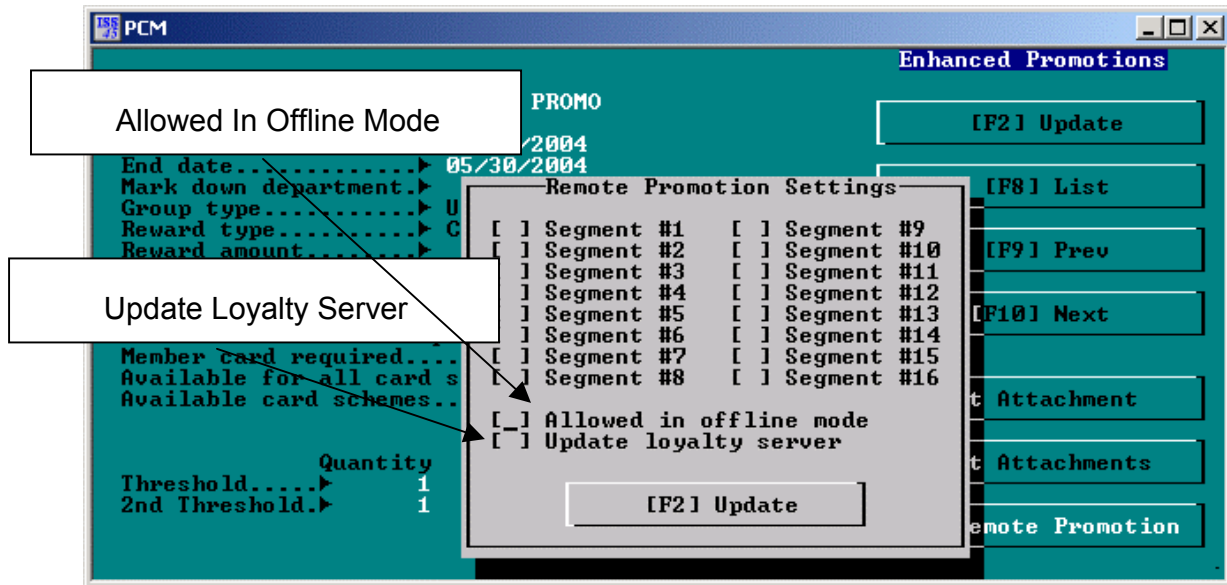 ISS
45
PCM
Enhanced Promotions
Allowed In Offline Mode
PROMO
[F2] Update
/2004
End date.............. 05/30/2004
Mark down department.
Remote Promotion Settings
[F8] List
Group type........... U
Reward type.......... C
[ ] Segment #1 [ ] Segment #9
Reward amount........
] Segment #2 [ ] Segment #10
[F9] Prev
] Segment #3 [ ] Segment #11
Update Loyalty Server
] Segment #4 [ ] Segment #12
] Segment #5 [ ] Segment #13
F10] Next
] Segment #6 [ ] Segment #14
Member card required....
[ ] Segment #7 [ ] Segment #15
Available for all card s
[ ] Segment #8 [ ] Segment #16
Available card schemes..
t Attachment
[_] Allowed in offline mode
[ ] Update loyalty server
Quantity
t Attachments
Threshold..... 1
2nd Threshold. 1
[F2] Update
emote Promotion